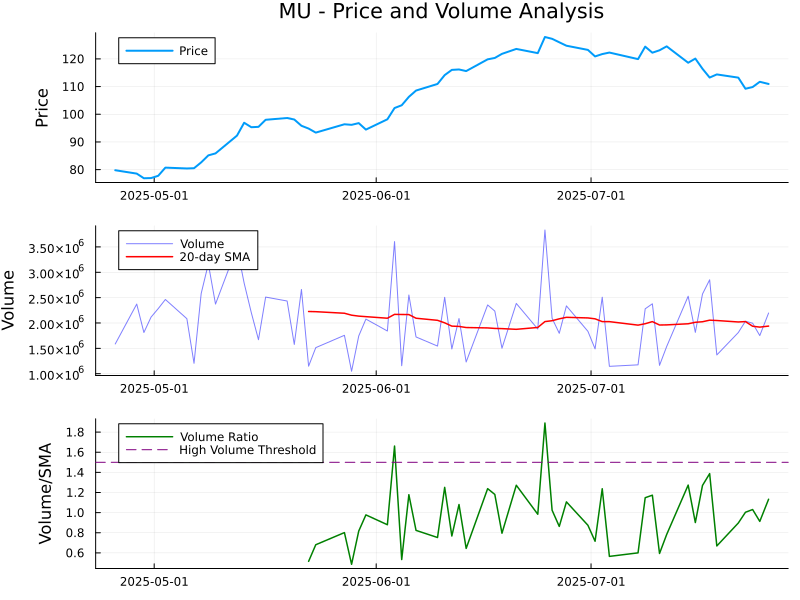 MU - Price and Volume Analysis
Price
120
110
100
90
80
Price
2025-05-01 2025-06-01 2025-07-01
Volume
20-day SMA
3.50×10⁶
3.00×10⁶
2.50×10⁶
2.00×10⁶
1.50×10⁶
1.00×10⁶
Volume
2025-05-01 2025-06-01 2025-07-01
Volume Ratio
High Volume Threshold
1.8
1.6
1.4
1.2
1.0
0.8
0.6
Volume/SMA
2025-05-01 2025-06-01 2025-07-01